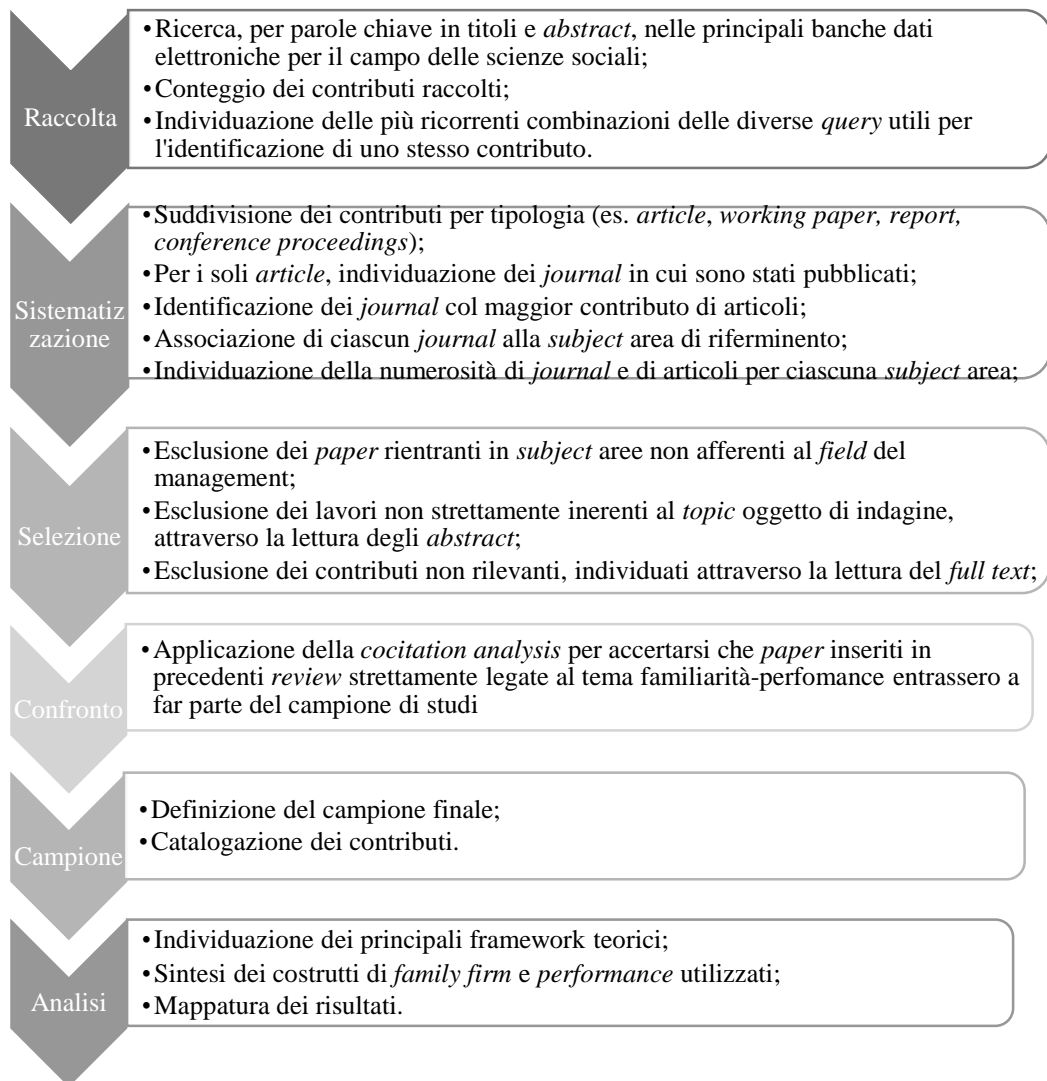 Raccolta
•Ricerca, per parole chiave in titoli e abstract, nelle principali banche dati
elettroniche per il campo delle scienze sociali;
•Conteggio dei contributi raccolti;
•Individuazione delle più ricorrenti combinazioni delle diverse query utili per
l'identificazione di uno stesso contributo.
Sistematiz
zazione
•Suddivisione dei contributi per tipologia (es. article, working paper, report,
conference proceedings);
•Per i soli article, individuazione dei journal in cui sono stati pubblicati;
•Identificazione dei journal col maggior contributo di articoli;
•Associazione di ciascun journal alla subject area di riferminento;
•Individuazione della numerosità di journal e di articoli per ciascuna subject area;
Selezione
•Esclusione dei paper rientranti in subject aree non afferenti al field del
management;
•Esclusione dei lavori non strettamente inerenti al topic oggetto di indagine,
attraverso la lettura degli abstract;
•Esclusione dei contributi non rilevanti, individuati attraverso la lettura del full text;
Confronto
•Applicazione della cocitation analysis per accertarsi che paper inseriti in
precedenti review strettamente legate al tema familiarità-perfomance entrassero a
far parte del campione di studi
Campione
•Definizione del campione finale;
•Catalogazione dei contributi.
Analisi
•Individuazione dei principali framework teorici;
•Sintesi dei costrutti di family firm e performance utilizzati;
•Mappatura dei risultati.